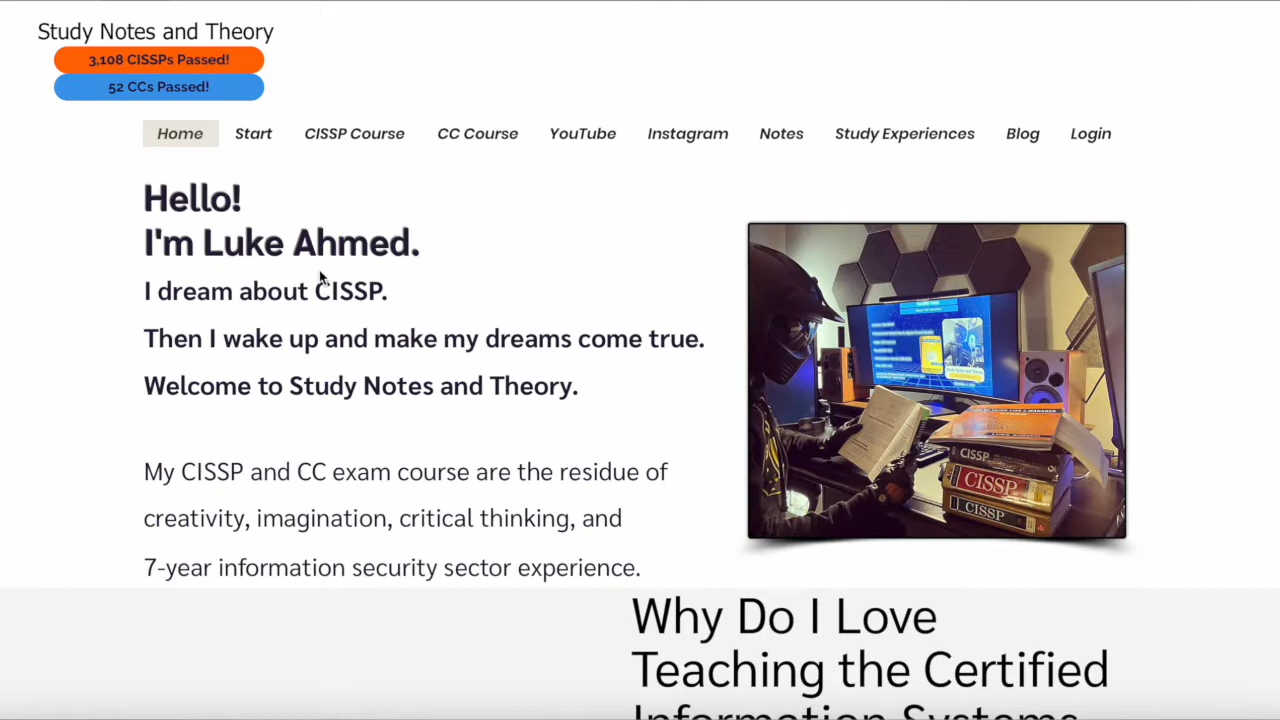 Study Notes and Theory
3,108 CISSPs Passed!
52 CCs Passed!
Home Start CISSP Course CC Course YouTube Instagram Notes Study Experiences Blog Login
Hello!
I'm Luke Ahmed.
I dream about CISSP.
Then I wake up and make my dreams come true.
Welcome to Study Notes and Theory.
My CISSP and CC exam course are the residue of
creativity, imagination, critical thinking, and
7-year information security sector experience.
CISSP
CISSP
CISSP
Why Do I Love
Teaching the Certified
Information Systems